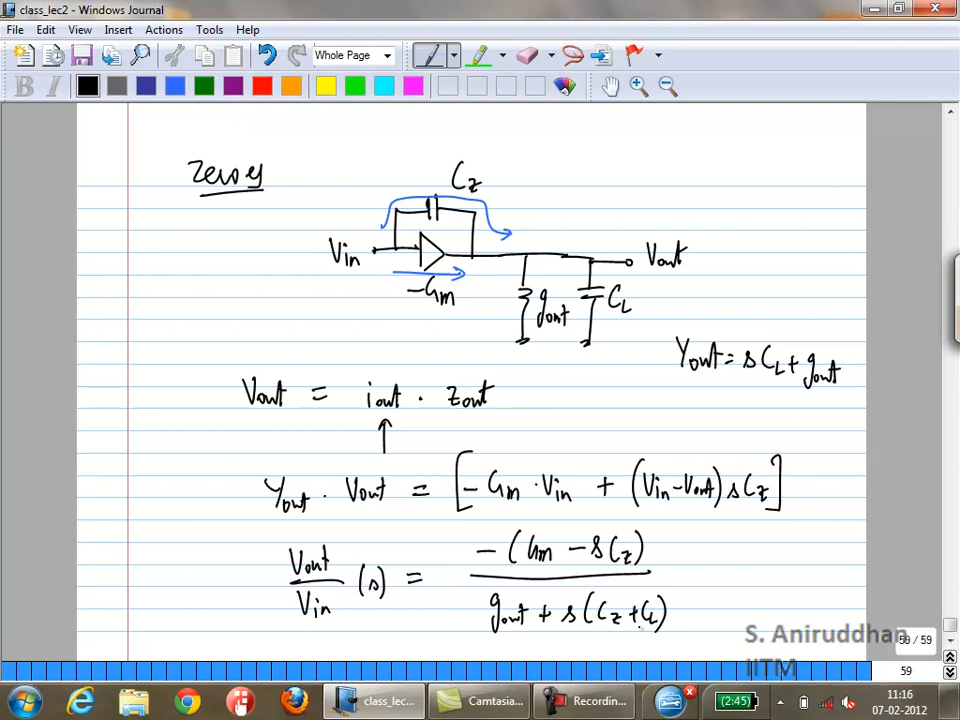 class_lec2 - Windows Journal
File Edit View Insert Actions Tools Help
Whole Page
B I
Zeroes
Cz
Vin
-Gm
gout
CL
Vout
Yout = sCL + gout
Vout = iout . Zout
Yout . Vout = [-Gm . Vin + (Vin - Vout) sCz]
Vout/Vin (s) = -(Gm - sCz) / gout + s(Cz + CL)
S. Aniruddhan
IITM
59 / 59
59
class_lec...
Camtasia...
Recordin...
(2:45)
11:16
07-02-2012